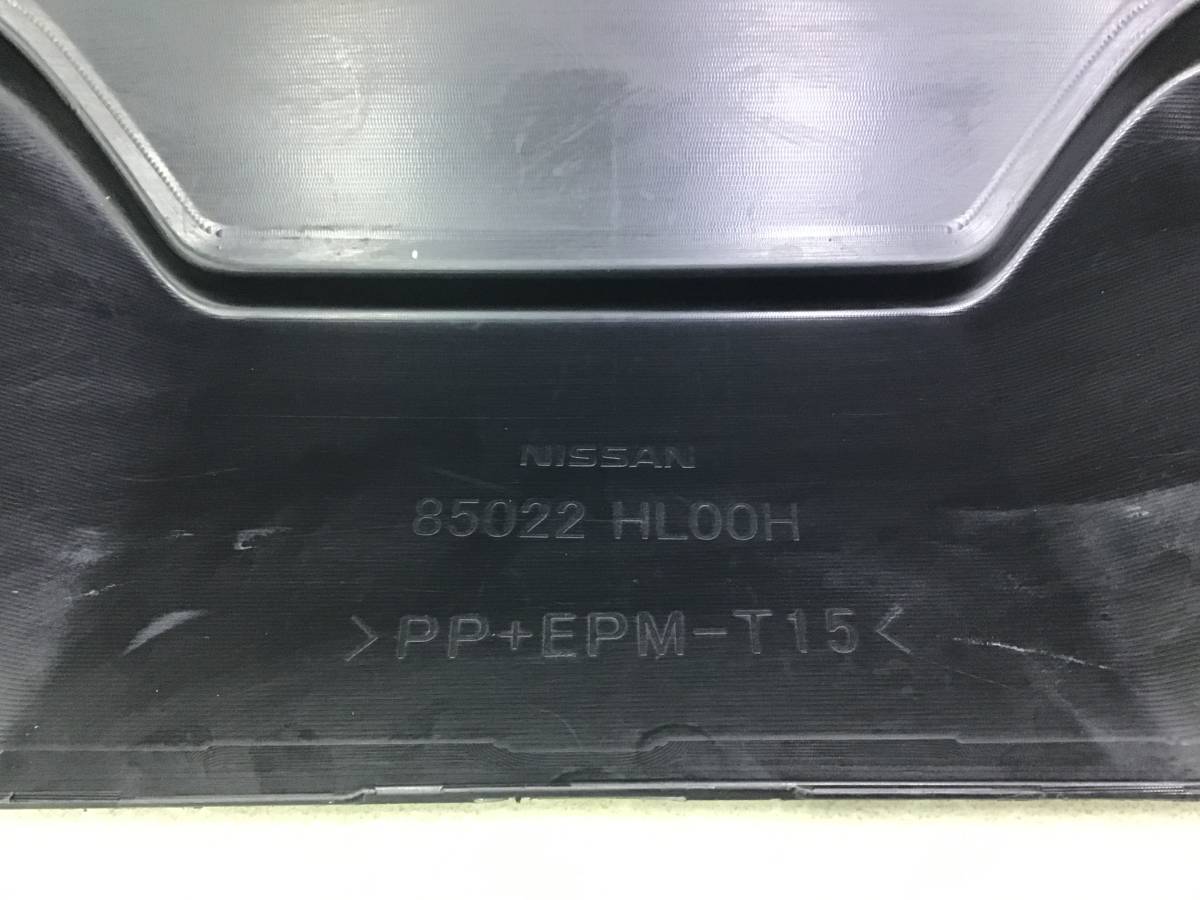 NISSAN
85022 HL00H
>PP+EPM-T15<